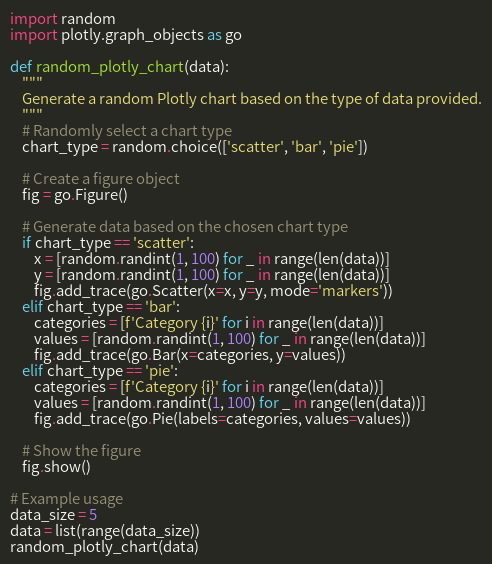 import random
import plotly.graph_objects as go

def random_plotly_chart(data):
    """
    Generate a random Plotly chart based on the type of data provided.
    """
    # Randomly select a chart type
    chart_type = random.choice(['scatter', 'bar', 'pie'])

    # Create a figure object
    fig = go.Figure()

    # Generate data based on the chosen chart type
    if chart_type == 'scatter':
        x = [random.randint(1, 100) for _ in range(len(data))]
        y = [random.randint(1, 100) for _ in range(len(data))]
        fig.add_trace(go.Scatter(x=x, y=y, mode='markers'))
    elif chart_type == 'bar':
        categories = [f'Category {i}' for i in range(len(data))]
        values = [random.randint(1, 100) for _ in range(len(data))]
        fig.add_trace(go.Bar(x=categories, y=values))
    elif chart_type == 'pie':
        categories = [f'Category {i}' for i in range(len(data))]
        values = [random.randint(1, 100) for _ in range(len(data))]
        fig.add_trace(go.Pie(labels=categories, values=values))

    # Show the figure
    fig.show()

# Example usage
data_size = 5
data = list(range(data_size))
random_plotly_chart(data)